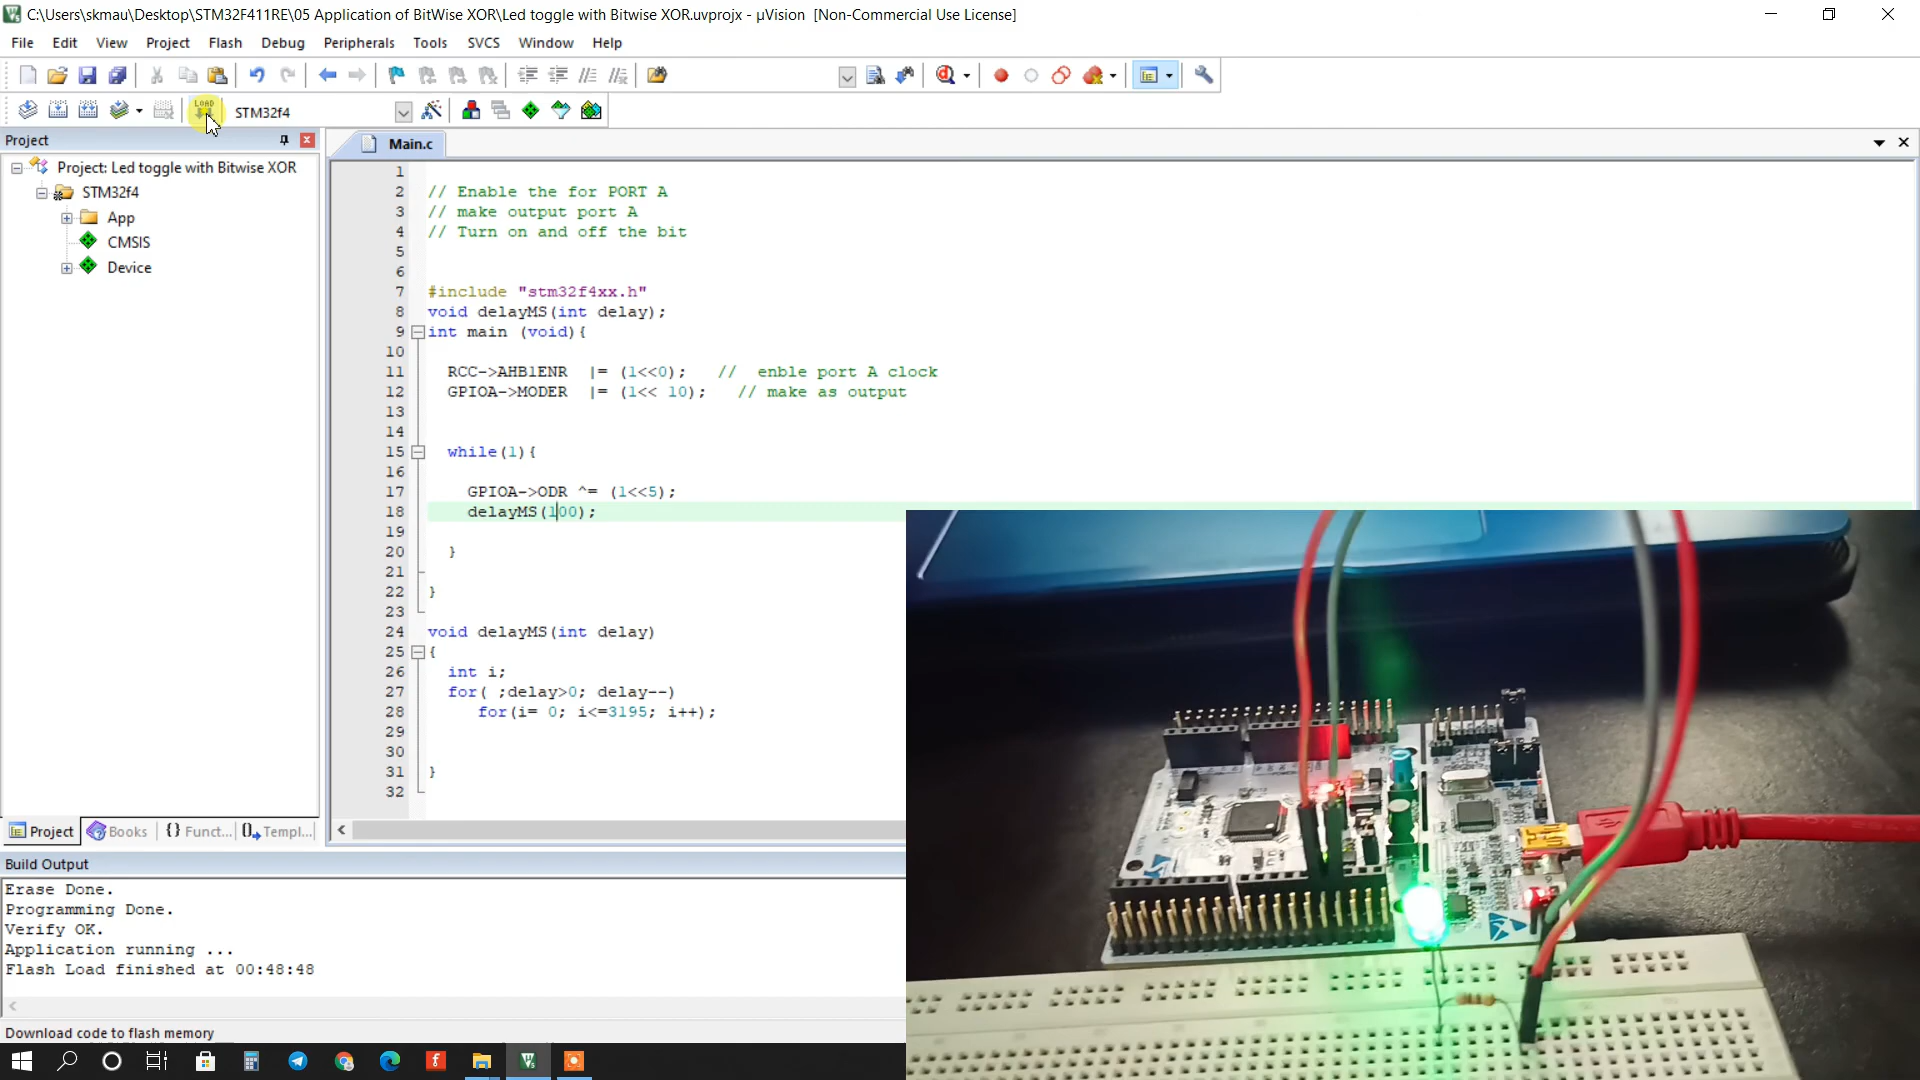 C:\Users\skmau\Desktop\STM32F411RE\05 Application of BitWise XOR\Led toggle with Bitwise XOR.uvprojx - µVision [Non-Commercial Use License]
File Edit View Project Flash Debug Peripherals Tools SVCS Window Help
LOAD STM32f4
Project
Main.c
Project: Led toggle with Bitwise XOR
STM32f4
App
CMSIS
Device
1
2 // Enable the for PORT A
3 // make output port A
4 // Turn on and off the bit
5
6
7 #include "stm32f4xx.h"
8 void delayMS(int delay);
9 int main (void){
10
11 RCC->AHB1ENR |= (1<<0); // enble port A clock
12 GPIOA->MODER |= (1<< 10); // make as output
13
14
15 while(1){
16
17 GPIOA->ODR ^= (1<<5);
18 delayMS(100);
19
20 }
21
22 }
23
24 void delayMS(int delay)
25 {
26 int i;
27 for( ;delay>0; delay--)
28 for(i= 0; i<=3195; i++);
29
30
31 }
32
Project Books {} Funct... 0 Templ...
Build Output
Erase Done.
Programming Done.
Verify OK.
Application running ...
Flash Load finished at 00:48:48
Download code to flash memory